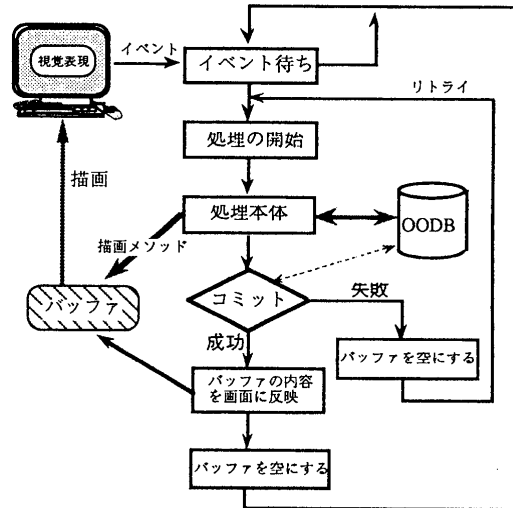 視覚表現
イベント
イベント待ち
リトライ
処理の開始
描画
処理本体
OODB
描画メソッド
バッファ
コミット
失敗
成功
バッファを空にする
バッファの内容
を画面に反映
バッファを空にする